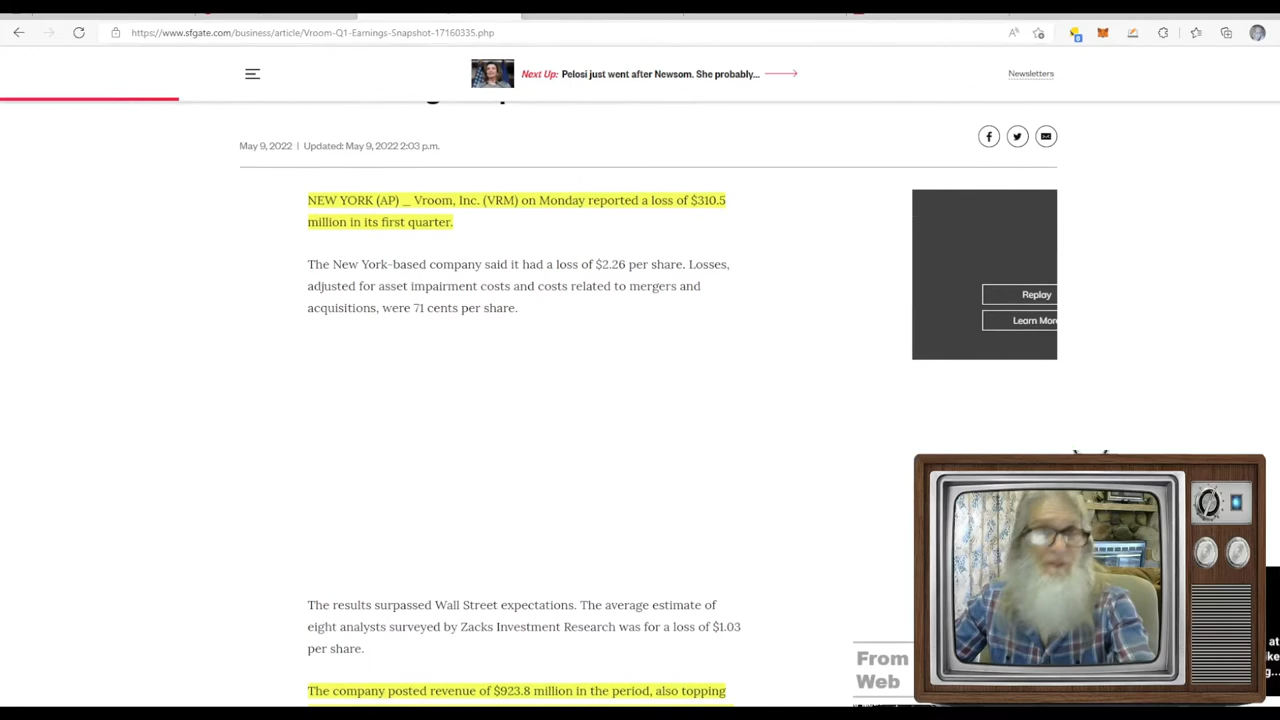 https://www.sfgate.com/business/article/Vroom-Q1-Earnings-Snapshot-17160335.php
Next Up: Pelosi just went after Newsom. She probably...
Newsletters
May 9, 2022 | Updated: May 9, 2022 2:03 p.m.
NEW YORK (AP) _ Vroom, Inc. (VRM) on Monday reported a loss of $310.5
million in its first quarter.
The New York-based company said it had a loss of $2.26 per share. Losses,
adjusted for asset impairment costs and costs related to mergers and
acquisitions, were 71 cents per share.
Replay
Learn More
The results surpassed Wall Street expectations. The average estimate of
eight analysts surveyed by Zacks Investment Research was for a loss of $1.03
per share.
From
Web
The company posted revenue of $923.8 million in the period, also topping